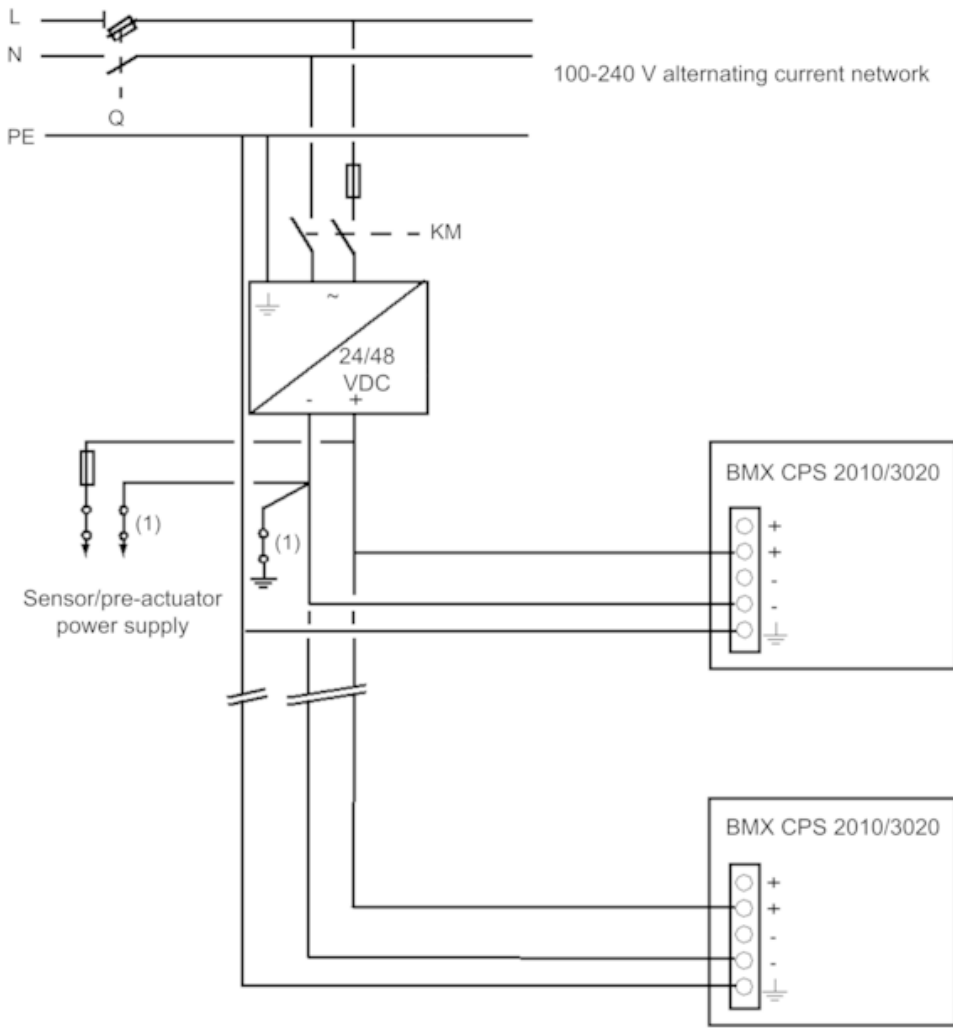 L
N
100-240 V alternating current network
Q
PE
KM
~
24/48
VDC
- +
BMX CPS 2010/3020
+
+
-
-
(1)
(1)
Sensor/pre-actuator
power supply
BMX CPS 2010/3020
+
+
-
-